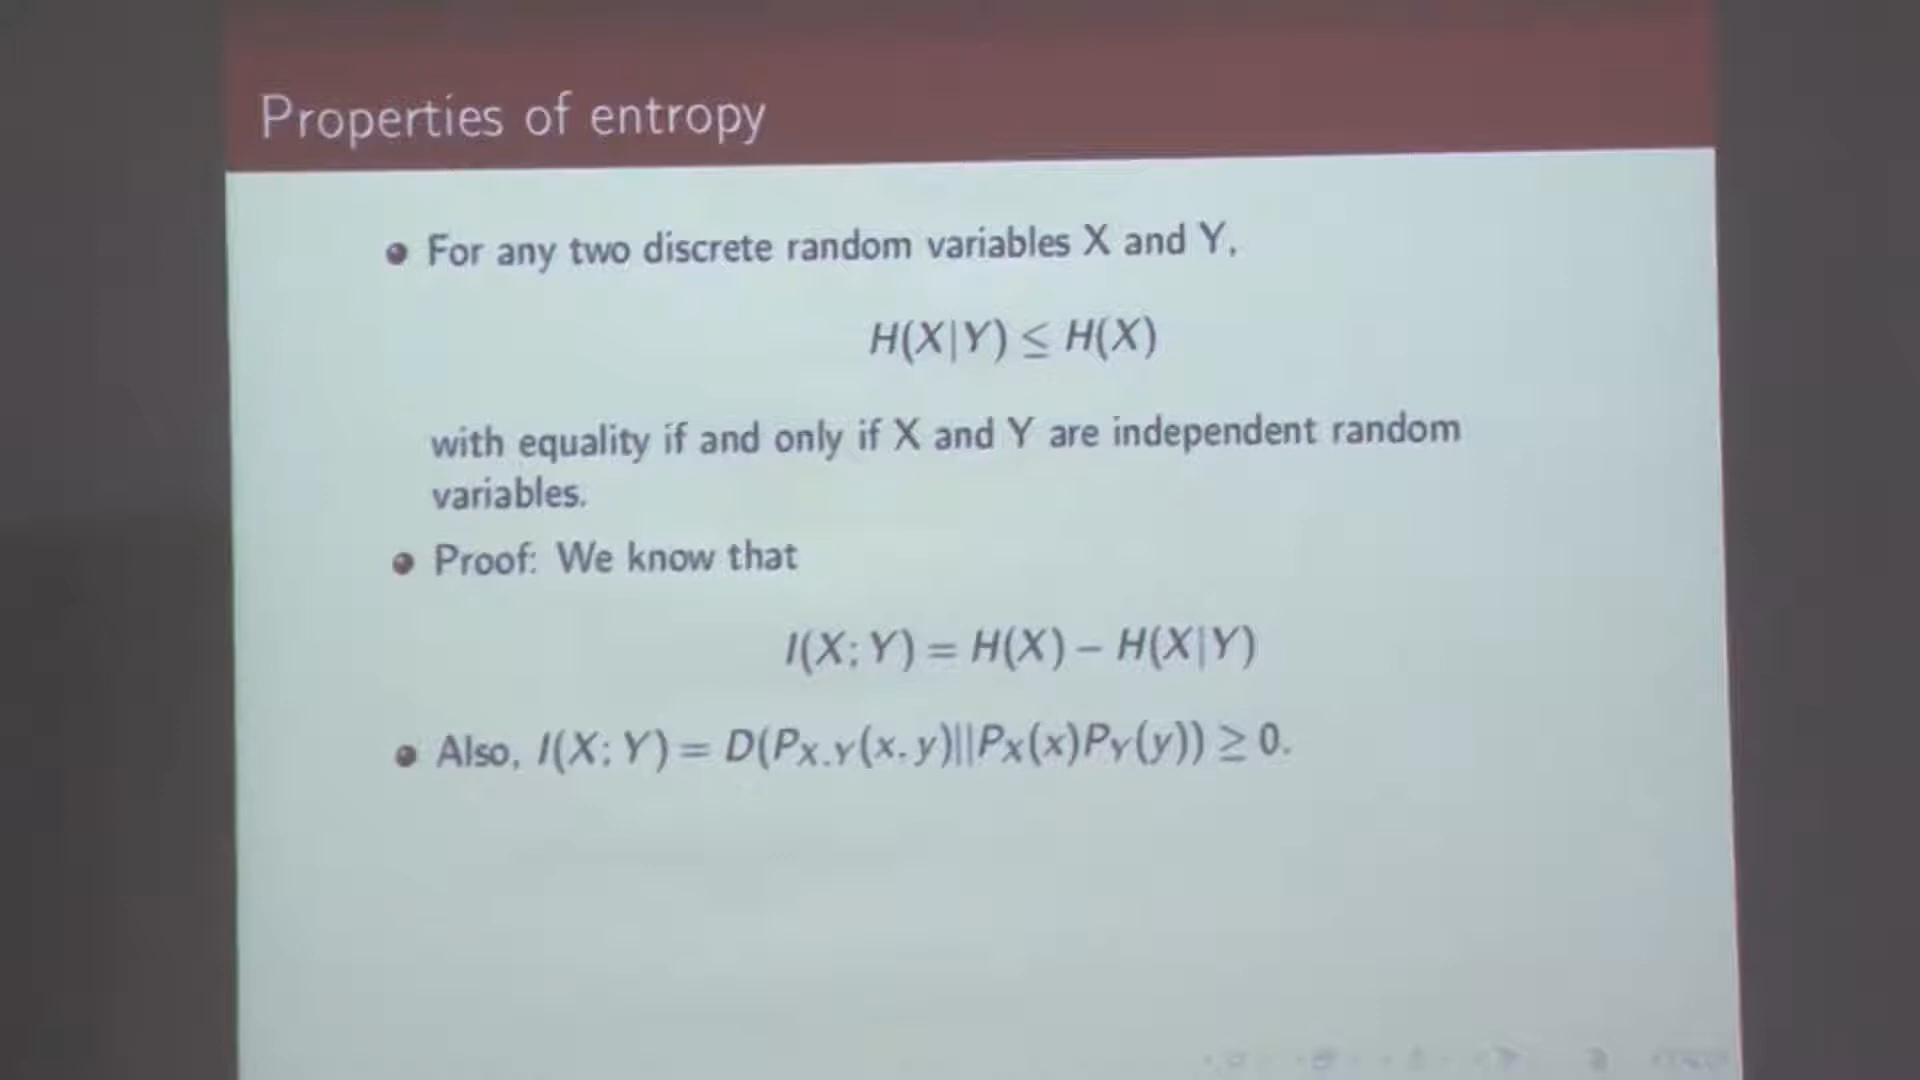 Properties of entropy
For any two discrete random variables X and Y,
H(X|Y) ≤ H(X)
with equality if and only if X and Y are independent random
variables.
Proof: We know that
I(X; Y) = H(X) − H(X|Y)
Also, I(X; Y) = D(P_{X,Y}(x, y)||P_X(x)P_Y(y)) ≥ 0.